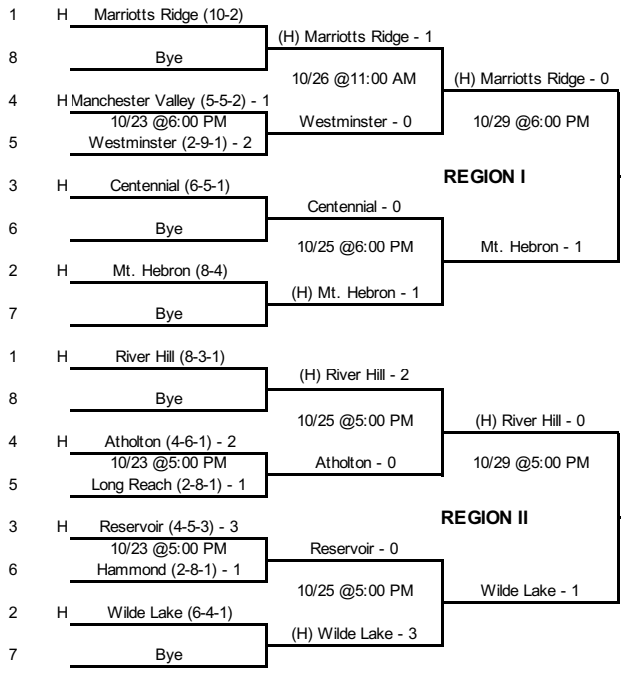 1 H Marriotts Ridge (10-2)
(H) Marriotts Ridge - 1
8 Bye
10/26 @11:00 AM
(H) Marriotts Ridge - 0
4 H Manchester Valley (5-5-2) - 1
10/23 @6:00 PM
Westminster - 0
10/29 @6:00 PM
5 Westminster (2-9-1) - 2
REGION I
3 H Centennial (6-5-1)
Centennial - 0
6 Bye
10/25 @6:00 PM
Mt. Hebron - 1
2 H Mt. Hebron (8-4)
(H) Mt. Hebron - 1
7 Bye
1 H River Hill (8-3-1)
(H) River Hill - 2
8 Bye
10/25 @5:00 PM
(H) River Hill - 0
4 H Atholton (4-6-1) - 2
10/23 @5:00 PM
Atholton - 0
10/29 @5:00 PM
5 Long Reach (2-8-1) - 1
REGION II
3 H Reservoir (4-5-3) - 3
10/23 @5:00 PM
Reservoir - 0
6 Hammond (2-8-1) - 1
10/25 @5:00 PM
Wilde Lake - 1
2 H Wilde Lake (6-4-1)
(H) Wilde Lake - 3
7 Bye